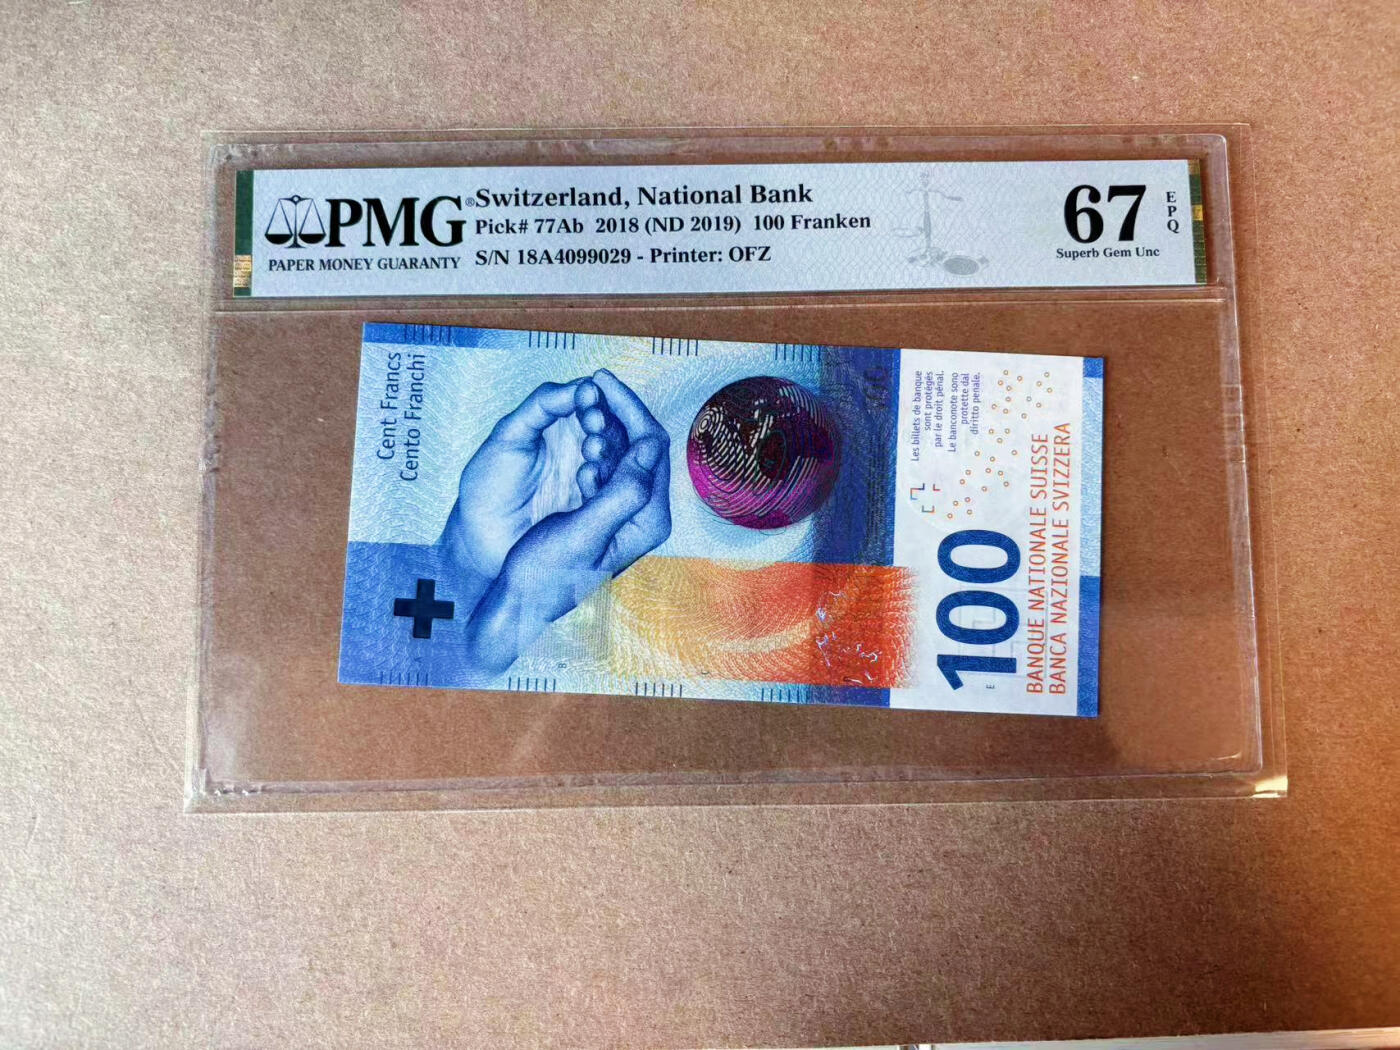 PMG®
PAPER MONEY GUARANTY
Switzerland, National Bank
Pick# 77Ab 2018 (ND 2019) 100 Franken
S/N 18A4099029 - Printer: OFZ
67
EPQ
Superb Gem Unc
Cent Francs
Cento Franchi
Les billets de banque
sont protégés
par le droit pénal.
Le banconote sono
protette dal
diritto penale.
100
BANQUE NATIONALE SUISSE
BANCA NAZIONALE SVIZZERA
A
B
C
E